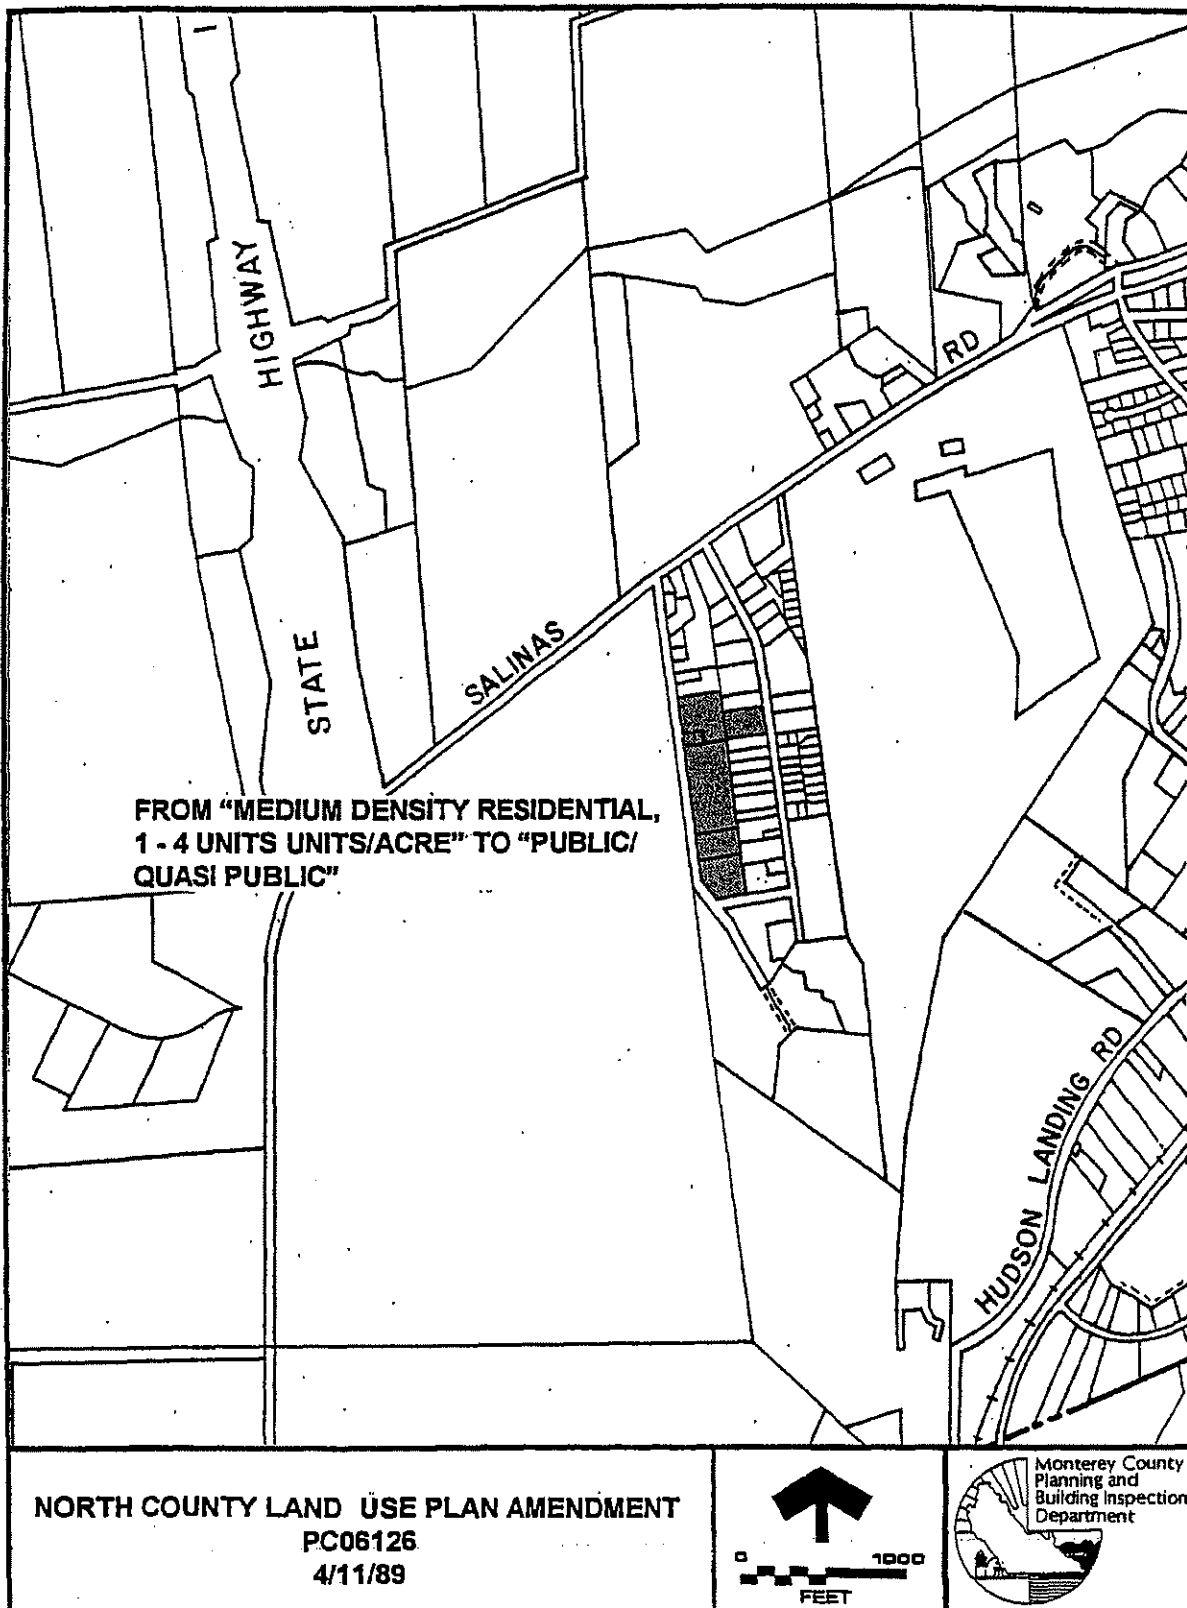 1
HIGHWAY
RD
STATE
SALINAS
FROM “MEDIUM DENSITY RESIDENTIAL,
1 - 4 UNITS UNITS/ACRE” TO “PUBLIC/
QUASI PUBLIC”
HUDSON LANDING RD
NORTH COUNTY LAND USE PLAN AMENDMENT
PC06126
4/11/89
0 1000
FEET
Monterey County
Planning and
Building Inspection
Department